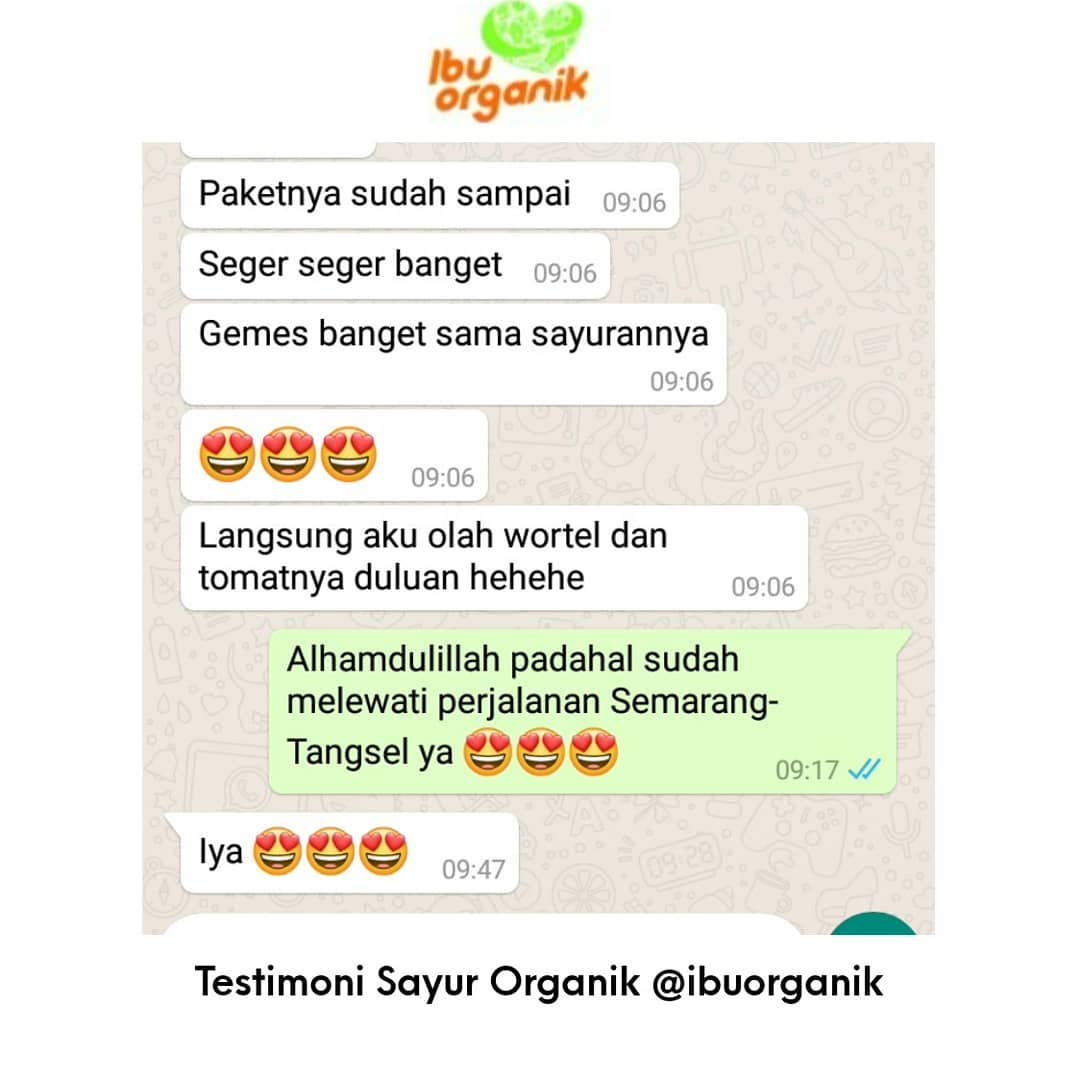 Ibu
organik
Paketnya sudah sampai 09:06
Seger seger banget 09:06
Gemes banget sama sayurannya
09:06
😍😍😍 09:06
Langsung aku olah wortel dan
tomatnya duluan hehehe 09:06
Alhamdulillah padahal sudah
melewati perjalanan Semarang-
Tangsel ya 😍😍😍 09:17
Iya 😍😍😍 09:47
Testimoni Sayur Organik @ibuorganik